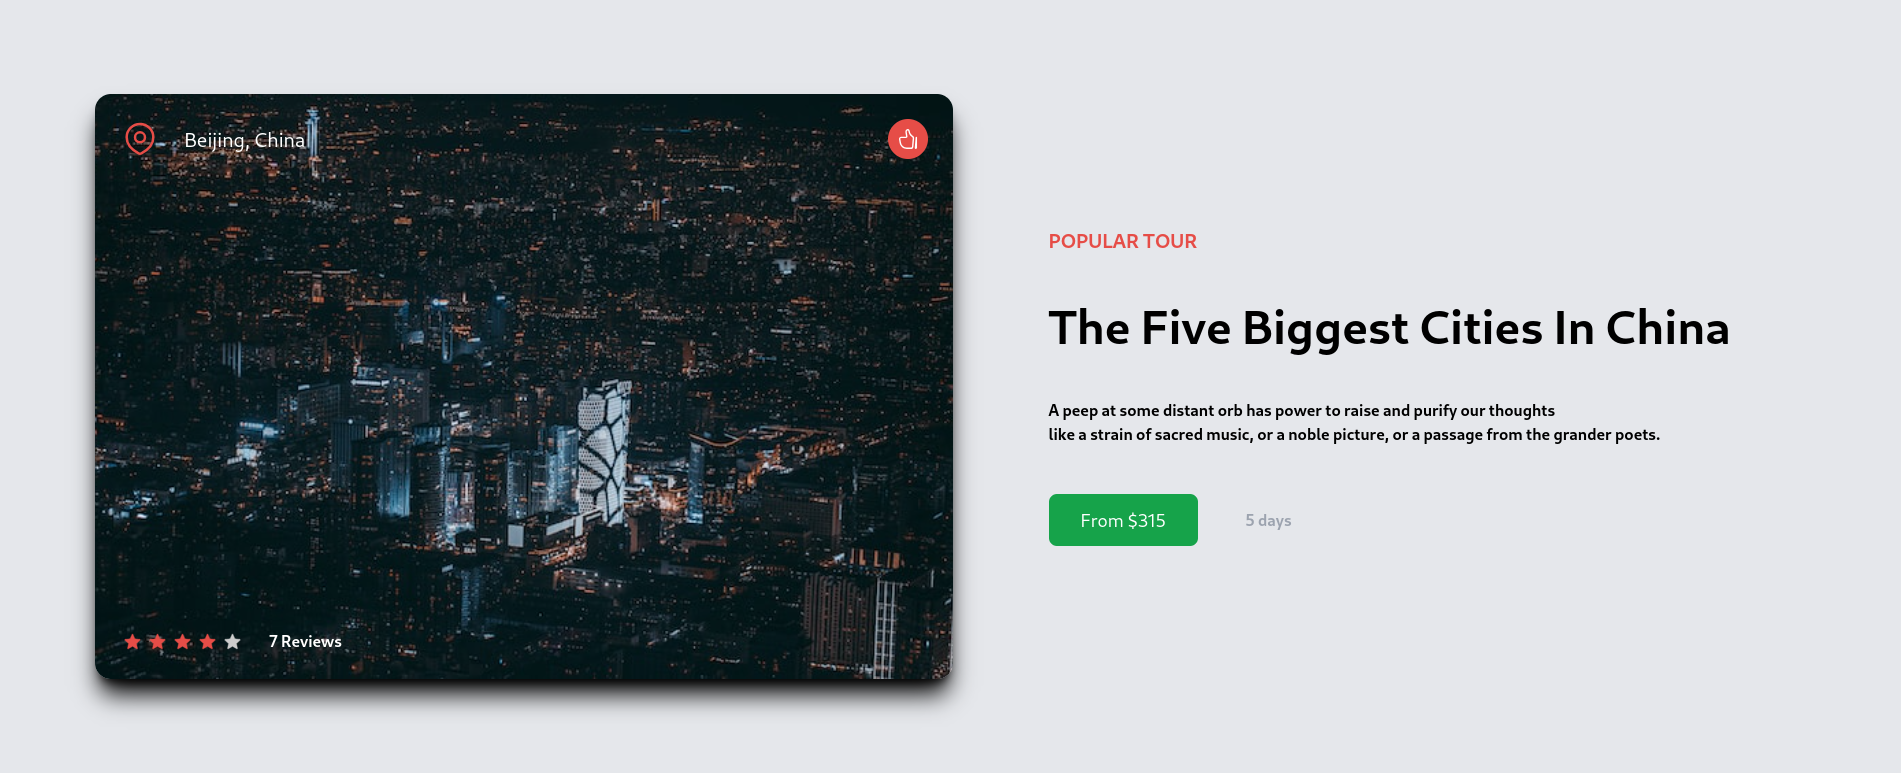 Beijing, China
7 Reviews
POPULAR TOUR
The Five Biggest Cities In China
A peep at some distant orb has power to raise and purify our thoughts
like a strain of sacred music, or a noble picture, or a passage from the grander poets.
From $315
5 days